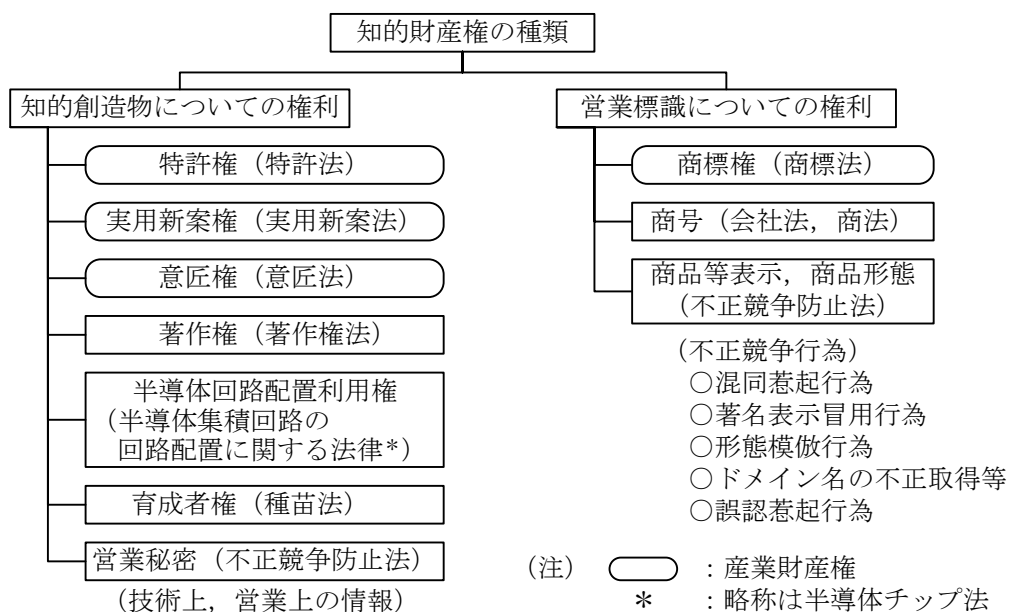 知的財産権の種類
知的創造物についての権利
特許権（特許法）
実用新案権（実用新案法）
意匠権（意匠法）
著作権（著作権法）
半導体回路配置利用権
（半導体集積回路の
回路配置に関する法律*）
育成者権（種苗法）
営業秘密（不正競争防止法）
（技術上，営業上の情報）
営業標識についての権利
商標権（商標法）
商号（会社法，商法）
商品等表示，商品形態
（不正競争防止法）
（不正競争行為）
○混同惹起行為
○著名表示冒用行為
○形態模倣行為
○ドメイン名の不正取得等
○誤認惹起行為
（注） ：産業財産権
* ：略称は半導体チップ法